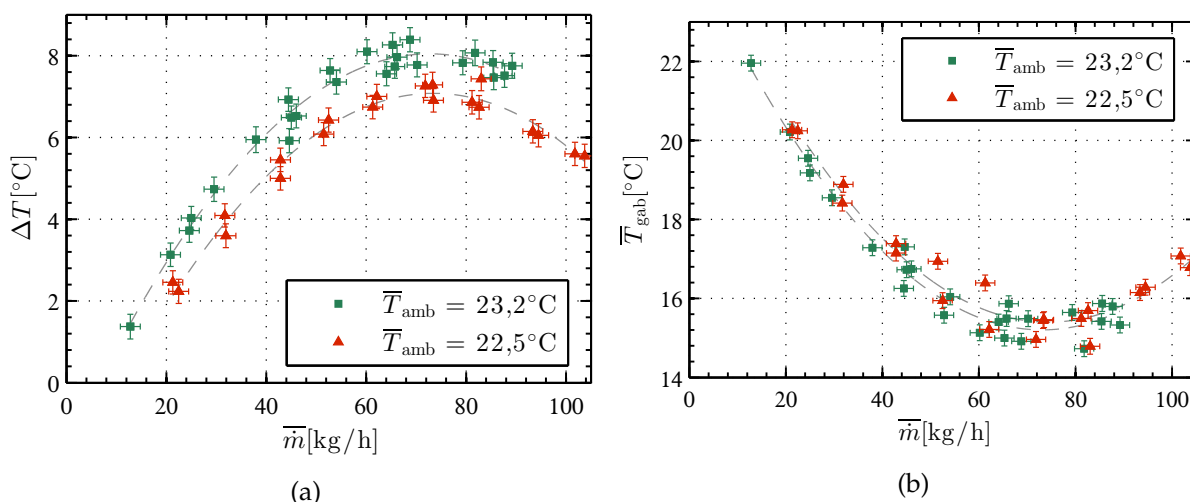 8
6
4
2
0
ΔT [°C]
T̅amb = 23,2°C
T̅amb = 22,5°C
0 20 40 60 80 100
ṁ̅[kg/h]
(a)
22
20
18
16
14
T̅gab[°C]
T̅amb = 23,2°C
T̅amb = 22,5°C
0 20 40 60 80 100
ṁ̅[kg/h]
(b)